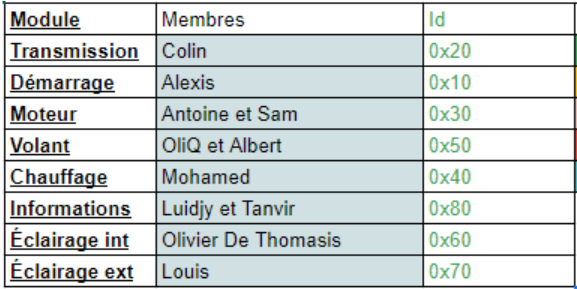 Module Membres Id
Transmission Colin 0x20
Démarrage Alexis 0x10
Moteur Antoine et Sam 0x30
Volant OliQ et Albert 0x50
Chauffage Mohamed 0x40
Informations Luidjy et Tanvir 0x80
Éclairage int Olivier De Thomasis 0x60
Éclairage ext Louis 0x70